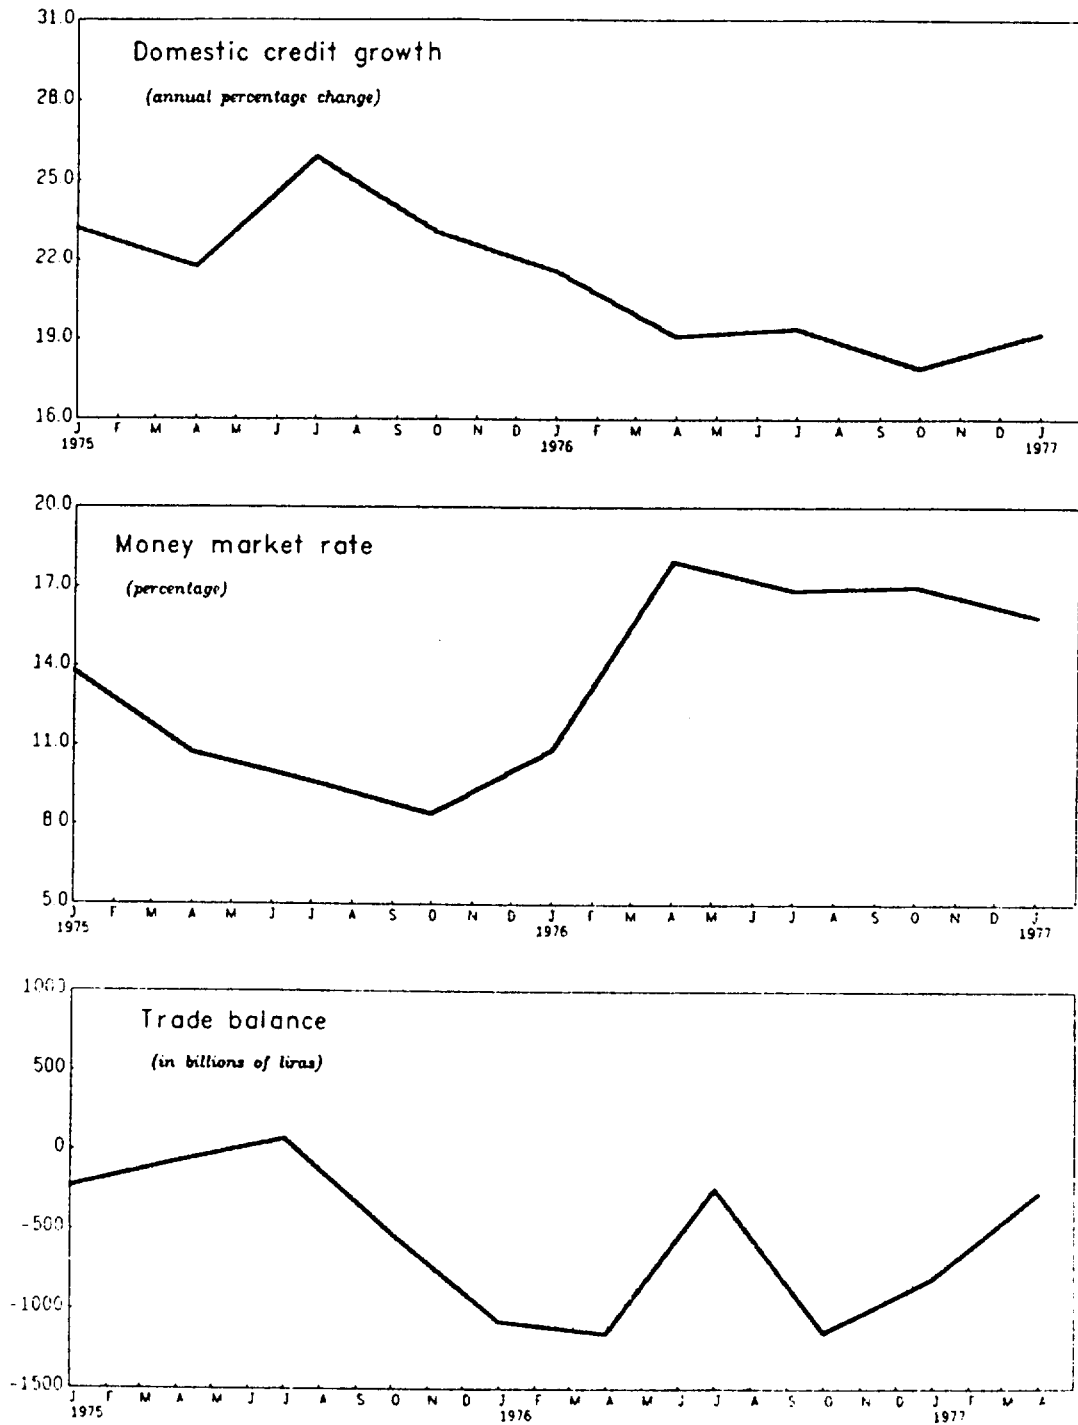 31.0
Domestic credit growth
(annual percentage change)
28.0
25.0
22.0
19.0
16.0
J F M A M J J A S O N D J F M A M J J A S O N D J
1975 1976 1977
20.0
Money market rate
(percentage)
17.0
14.0
11.0
8.0
5.0
J F M A M J J A S O N D J F M A M J J A S O N D J
1975 1976 1977
1000
Trade balance
(in billions of liras)
500
0
-500
-1000
-1500
J F M A M J J A S O N D J F M A M J J A S O N D J F M A
1975 1976 1977